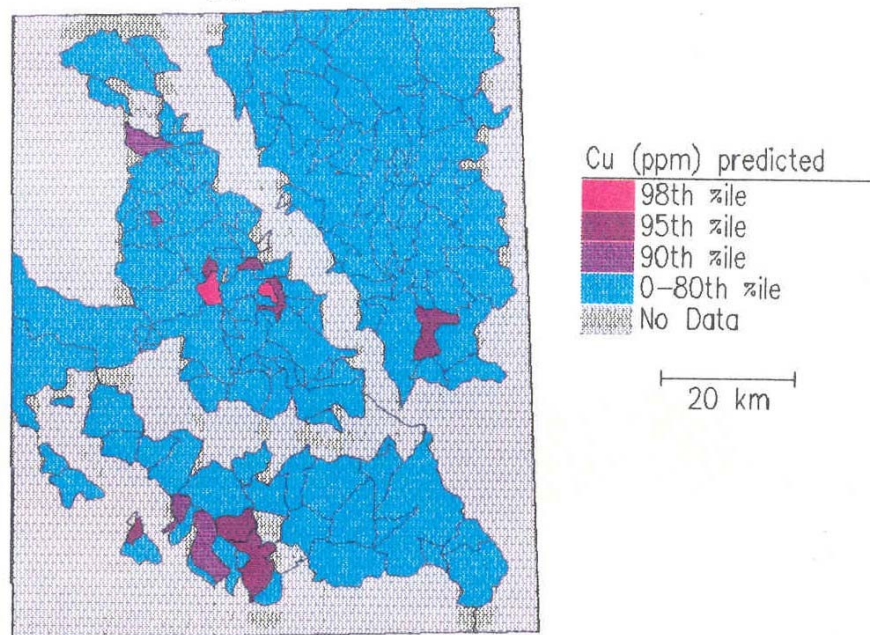 Cu (ppm) predicted
98th %ile
95th %ile
90th %ile
0-80th %ile
No Data
20 km